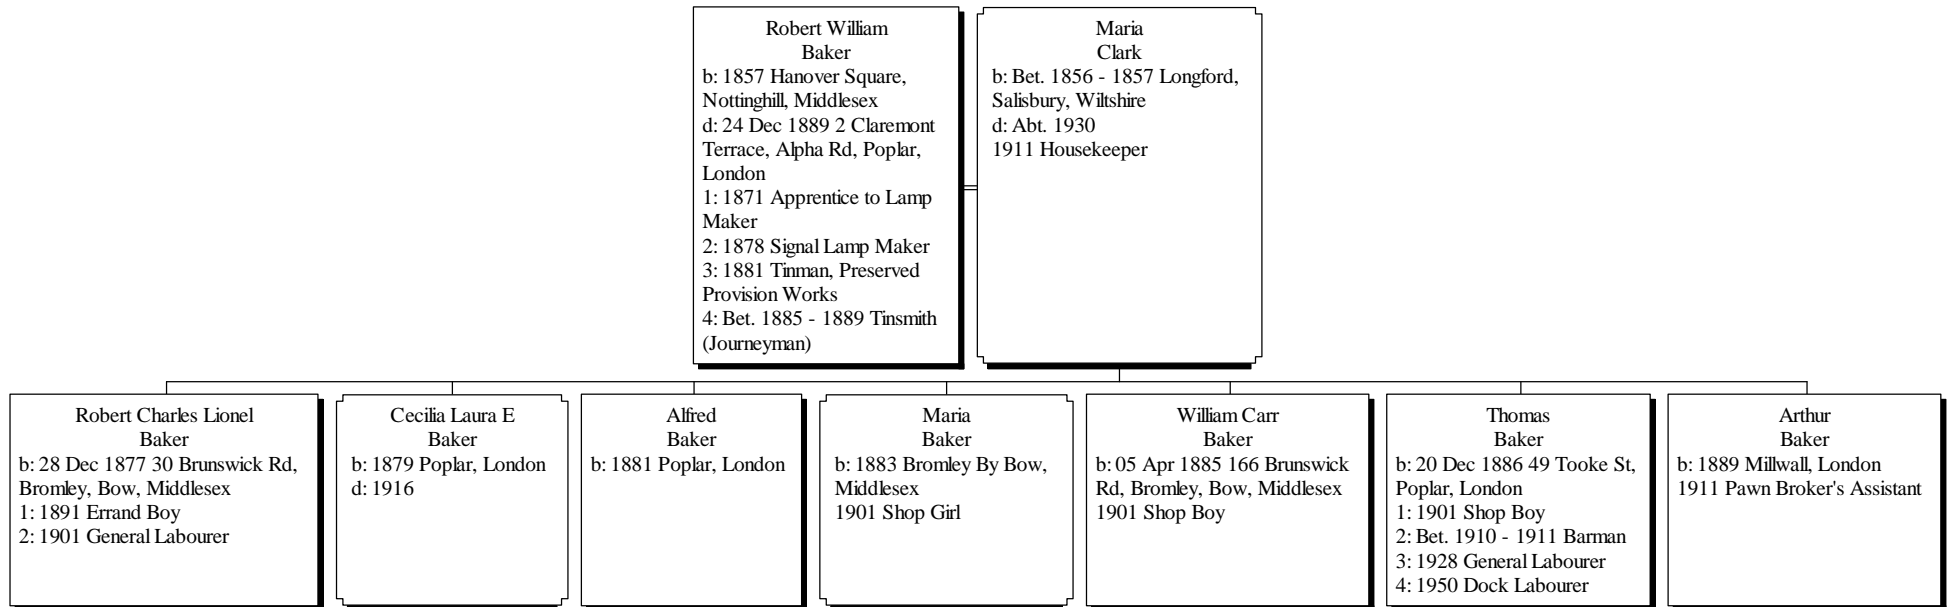 Robert William
Baker
b: 1857 Hanover Square,
Nottinghill, Middlesex
d: 24 Dec 1889 2 Claremont
Terrace, Alpha Rd, Poplar,
London
1: 1871 Apprentice to Lamp
Maker
2: 1878 Signal Lamp Maker
3: 1881 Tinman, Preserved
Provision Works
4: Bet. 1885 - 1889 Tinsmith
(Journeyman)
Maria
Clark
b: Bet. 1856 - 1857 Longford,
Salisbury, Wiltshire
d: Abt. 1930
1911 Housekeeper
Robert Charles Lionel
Baker
b: 28 Dec 1877 30 Brunswick Rd,
Bromley, Bow, Middlesex
1: 1891 Errand Boy
2: 1901 General Labourer
Cecilia Laura E
Baker
b: 1879 Poplar, London
d: 1916
Alfred
Baker
b: 1881 Poplar, London
Maria
Baker
b: 1883 Bromley By Bow,
Middlesex
1901 Shop Girl
William Carr
Baker
b: 05 Apr 1885 166 Brunswick
Rd, Bromley, Bow, Middlesex
1901 Shop Boy
Thomas
Baker
b: 20 Dec 1886 49 Tooke St,
Poplar, London
1: 1901 Shop Boy
2: Bet. 1910 - 1911 Barman
3: 1928 General Labourer
4: 1950 Dock Labourer
Arthur
Baker
b: 1889 Millwall, London
1911 Pawn Broker's Assistant